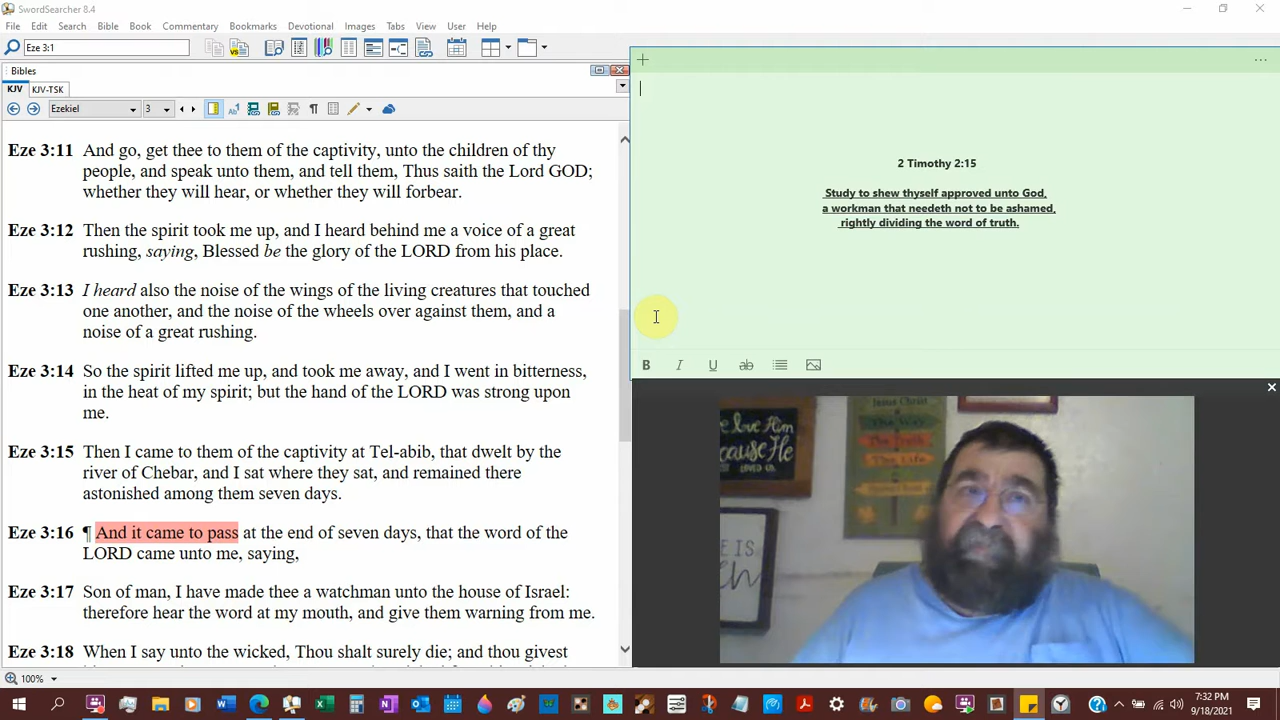 SwordSearcher 8.4
File Edit Search Bible Book Commentary Bookmarks Devotional Images Tabs View User Help
Eze 3:1
VS
Bibles
KJV KJV-TSK
Ezekiel 3
Eze 3:11 And go, get thee to them of the captivity, unto the children of thy
people, and speak unto them, and tell them, Thus saith the Lord GOD;
whether they will hear, or whether they will forbear.
Eze 3:12 Then the spirit took me up, and I heard behind me a voice of a great
rushing, saying, Blessed be the glory of the LORD from his place.
Eze 3:13 I heard also the noise of the wings of the living creatures that touched
one another, and the noise of the wheels over against them, and a
noise of a great rushing.
Eze 3:14 So the spirit lifted me up, and took me away, and I went in bitterness,
in the heat of my spirit; but the hand of the LORD was strong upon
me.
Eze 3:15 Then I came to them of the captivity at Tel-abib, that dwelt by the
river of Chebar, and I sat where they sat, and remained there
astonished among them seven days.
Eze 3:16 ¶ And it came to pass at the end of seven days, that the word of the
LORD came unto me, saying,
Eze 3:17 Son of man, I have made thee a watchman unto the house of Israel:
therefore hear the word at my mouth, and give them warning from me.
Eze 3:18 When I say unto the wicked, Thou shalt surely die; and thou givest
100%
2 Timothy 2:15
Study to shew thyself approved unto God,
a workman that needeth not to be ashamed,
rightly dividing the word of truth.
B I U ab
love Him
cause He
Jesus Christ
The Way
The Truth
The Life
7:32 PM
9/18/2021